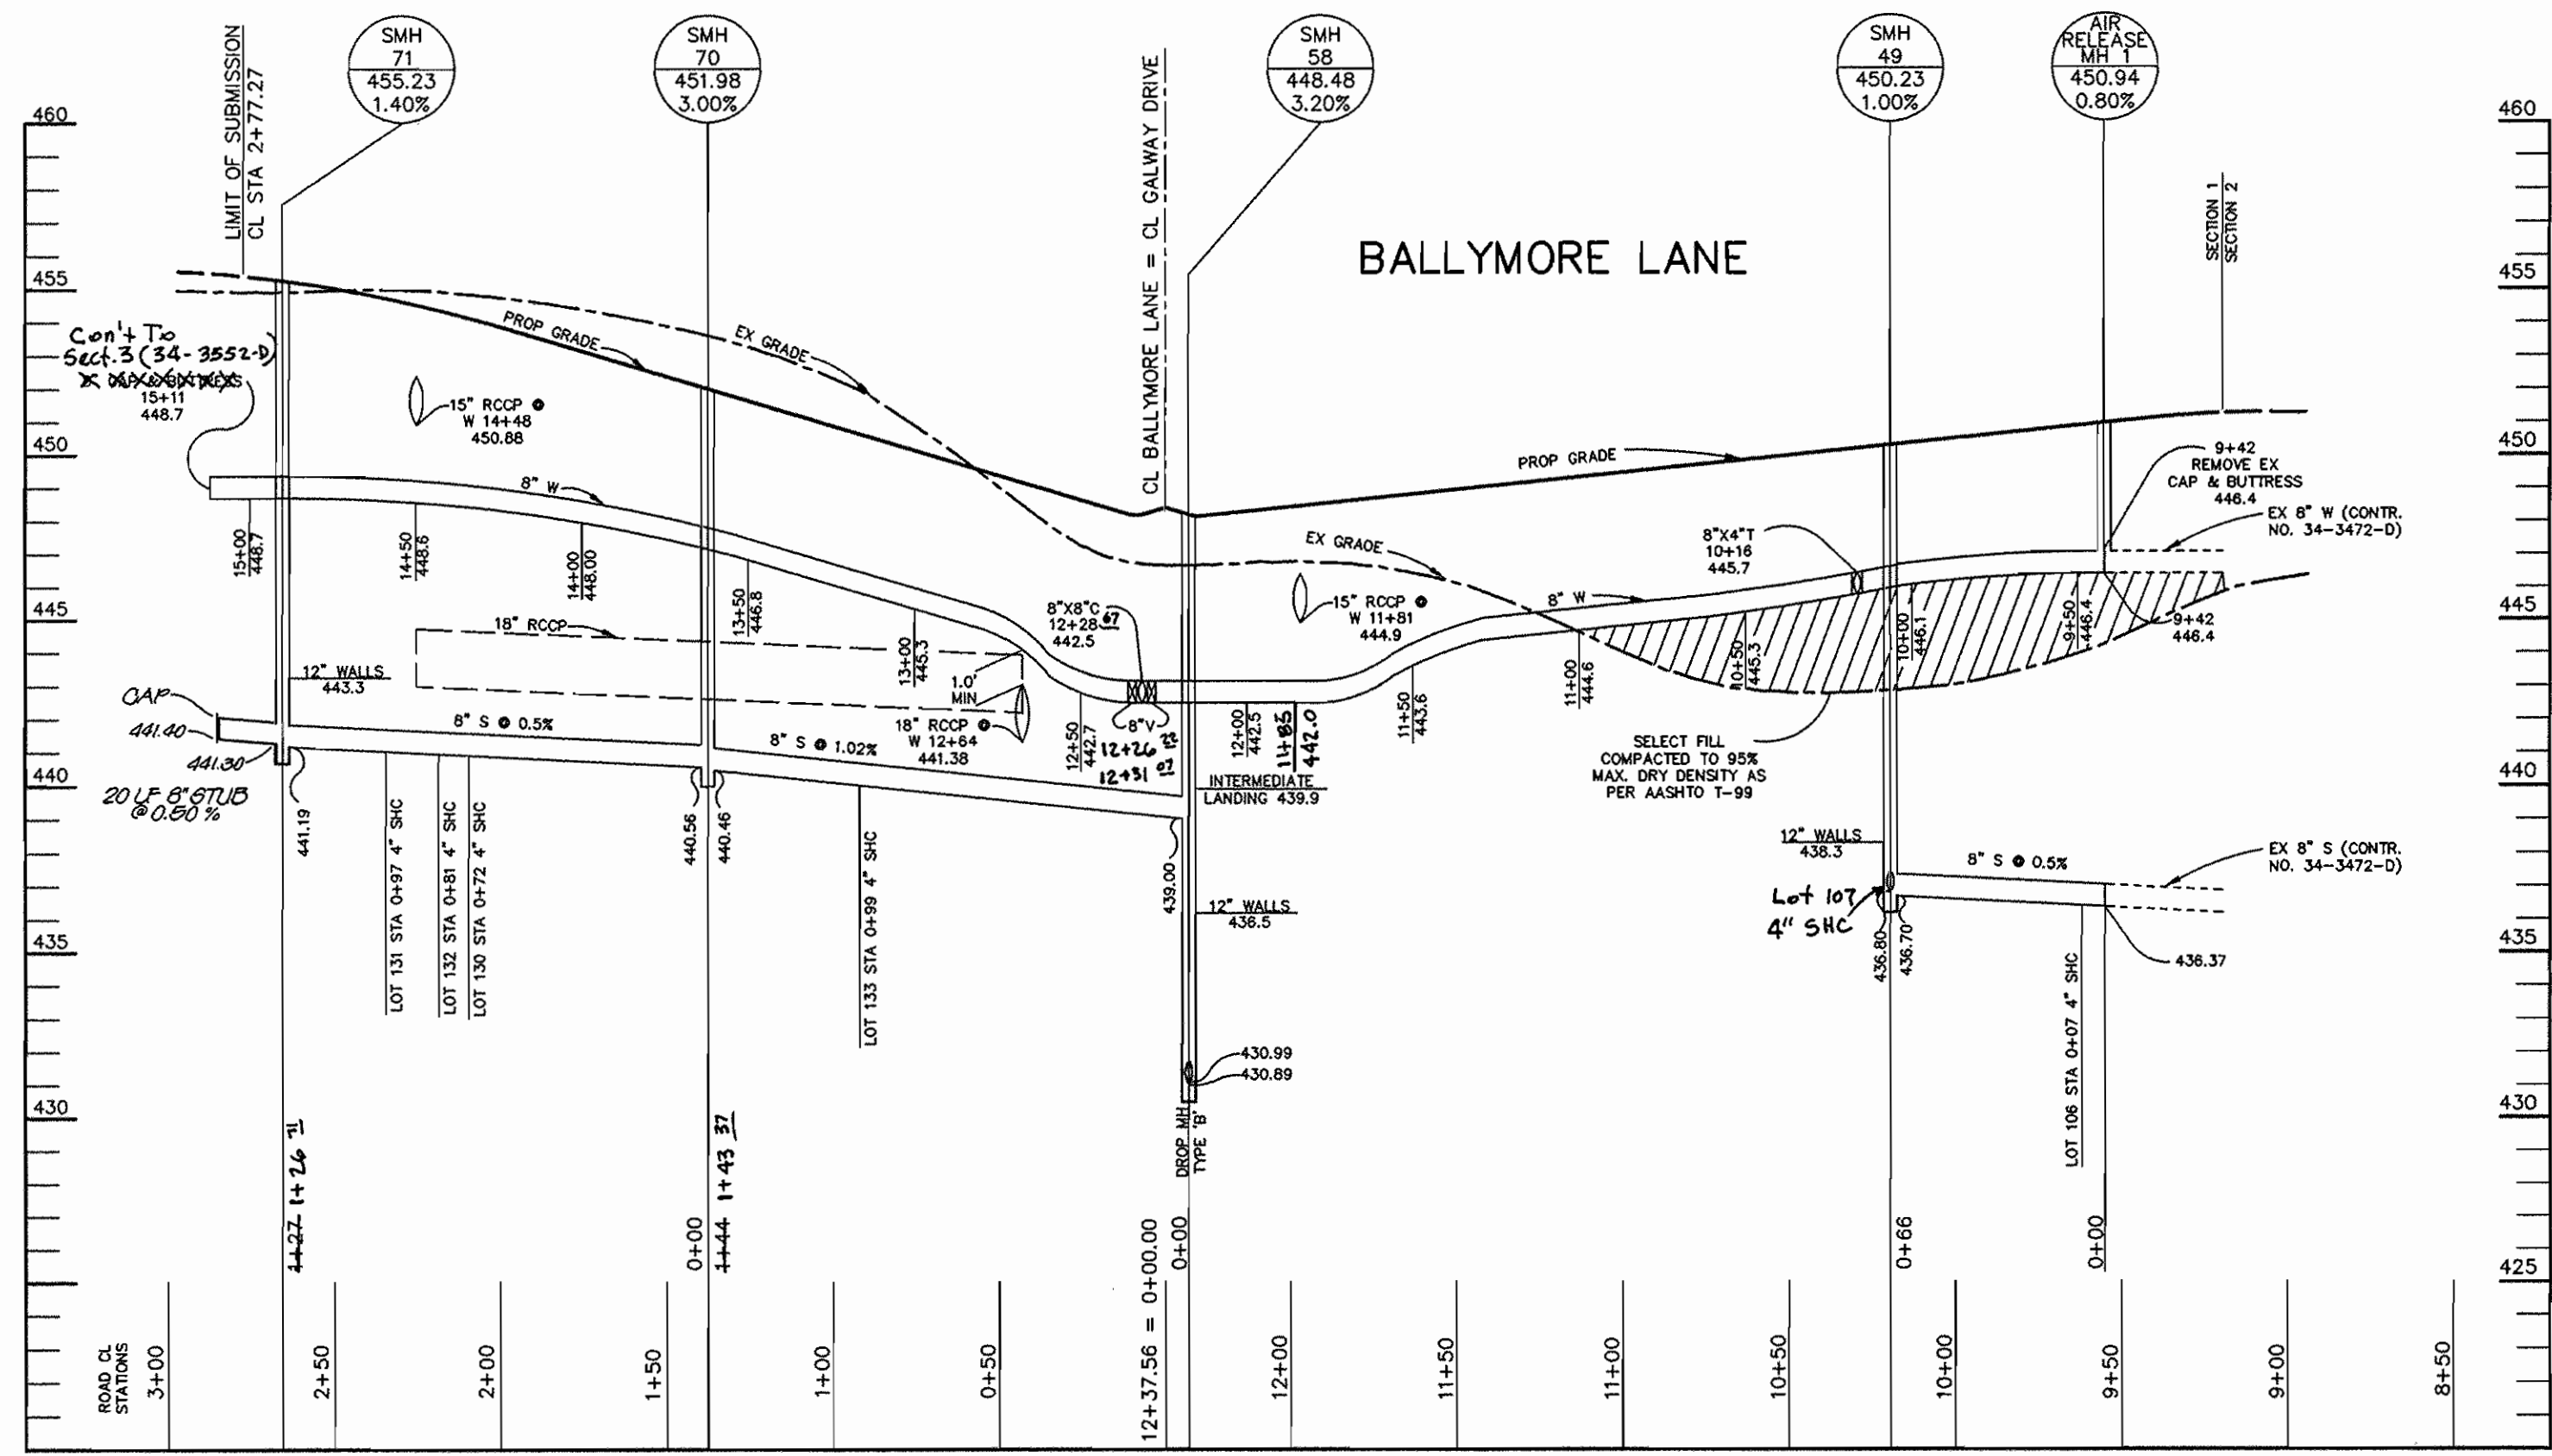 LIMIT OF SUBMISSION
CL STA 2+77.27
SMH
71
455.23
1.40%
SMH
70
451.98
3.00%
CL BALLYMORE LANE = CL GALWAY DRIVE
SMH
58
448.48
3.20%
SMH
49
450.23
1.00%
AIR
RELEASE
MH 1
450.94
0.80%
460
460
SECTION 1
SECTION 2
BALLYMORE LANE
455
455
PROP GRADE
EX GRADE
Con't To
Sect.3 (34-3552-D)
15+11
448.7
15" RCCP
W 14+48
450.88
450
450
PROP GRADE
9+42
REMOVE EX
CAP & BUTTRESS
446.4
EX 8" W (CONTR.
NO. 34-3472-D)
8" W
15+00
448.7
14+50
448.6
14+00
448.00
13+50
446.8
13+00
445.3
EX GRADE
8"X4"T
10+16
445.7
445
445
18" RCCP
8"X8"C
12+28 67
442.5
15" RCCP
W 11+81
444.9
8" W
10+50
445.3
10+00
446.1
9+50
446.4
9+42
446.4
12" WALLS
443.3
1.0'
MIN
18" RCCP
W 12+64
441.38
12+50
442.7
8"V
12+26 22
12+31 07
12+00
442.5
11+85
442.0
11+50
443.6
11+00
444.6
CAP
441.40
441.30
20 LF 8" STUB
@ 0.50 %
8" S @ 0.5%
8" S @ 1.02%
440
440
INTERMEDIATE
LANDING 439.9
SELECT FILL
COMPACTED TO 95%
MAX. DRY DENSITY AS
PER AASHTO T-99
441.19
440.56
440.46
439.00
12" WALLS
436.5
12" WALLS
438.3
8" S @ 0.5%
EX 8" S (CONTR.
NO. 34-3472-D)
Lot 107
4" SHC
436.80
436.70
436.37
435
435
LOT 131 STA 0+97 4" SHC
LOT 132 STA 0+81 4" SHC
LOT 130 STA 0+72 4" SHC
LOT 133 STA 0+99 4" SHC
LOT 106 STA 0+07 4" SHC
430.99
430.89
430
430
DROP MH
TYPE 'B'
1+27 1+26 71
0+00
1+44 1+43 37
12+37.56 = 0+00.00
0+00
0+66
0+00
425
425
ROAD CL
STATIONS
3+00
2+50
2+00
1+50
1+00
0+50
12+00
11+50
11+00
10+50
10+00
9+50
9+00
8+50